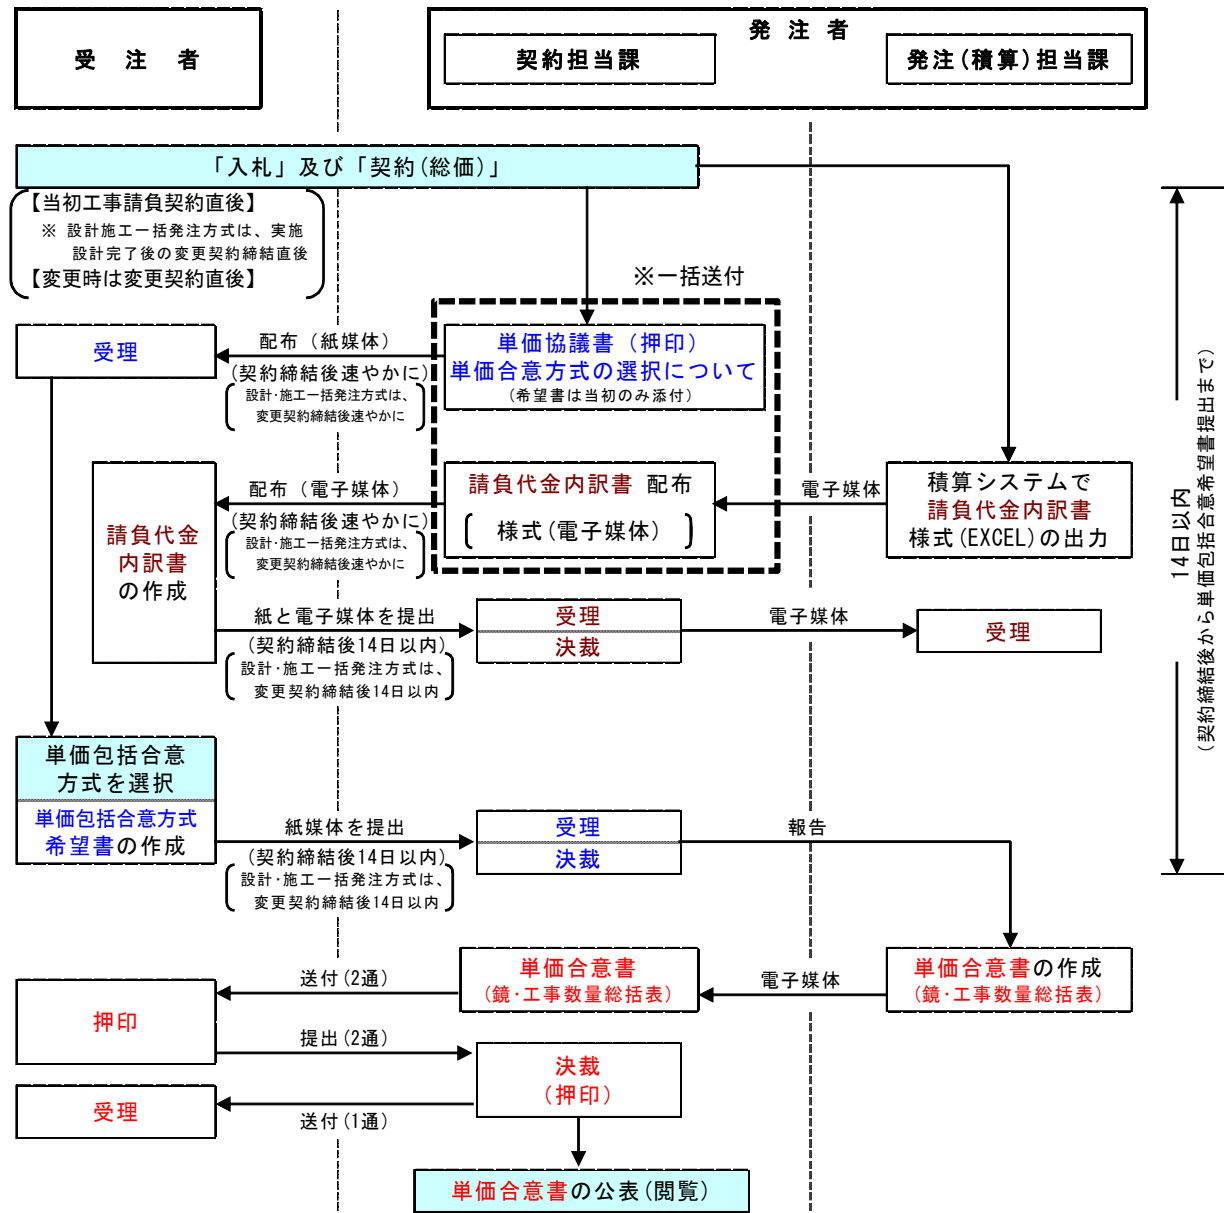 受 注 者
発 注 者
契約担当課
発注(積算)担当課
「入札」及び「契約(総価)」
【当初工事請負契約直後】
※ 設計施工一括発注方式は、実施
設計完了後の変更契約締結直後
【変更時は変更契約直後】
※一括送付
受理
配布（紙媒体）
(契約締結後速やかに)
設計・施工一括発注方式は、
変更契約締結後速やかに
単価協議書（押印）
単価合意方式の選択について
(希望書は当初のみ添付)
請負代金
内訳書
の作成
配布（電子媒体）
(契約締結後速やかに)
設計・施工一括発注方式は、
変更契約締結後速やかに
請負代金内訳書 配布
様式(電子媒体)
電子媒体
積算システムで
請負代金内訳書
様式(EXCEL)の出力
紙と電子媒体を提出
(契約締結後14日以内)
設計・施工一括発注方式は、
変更契約締結後14日以内
受理
決裁
電子媒体
受理
14日以内
(契約締結後から単価包括合意希望書提出まで)
単価包括合意
方式を選択
単価包括合意方式
希望書の作成
紙媒体を提出
(契約締結後14日以内)
設計・施工一括発注方式は、
変更契約締結後14日以内
受理
決裁
報告
押印
送付(2通)
単価合意書
(鏡・工事数量総括表)
電子媒体
単価合意書の作成
(鏡・工事数量総括表)
提出(2通)
決裁
(押印)
受理
送付(1通)
単価合意書の公表(閲覧)